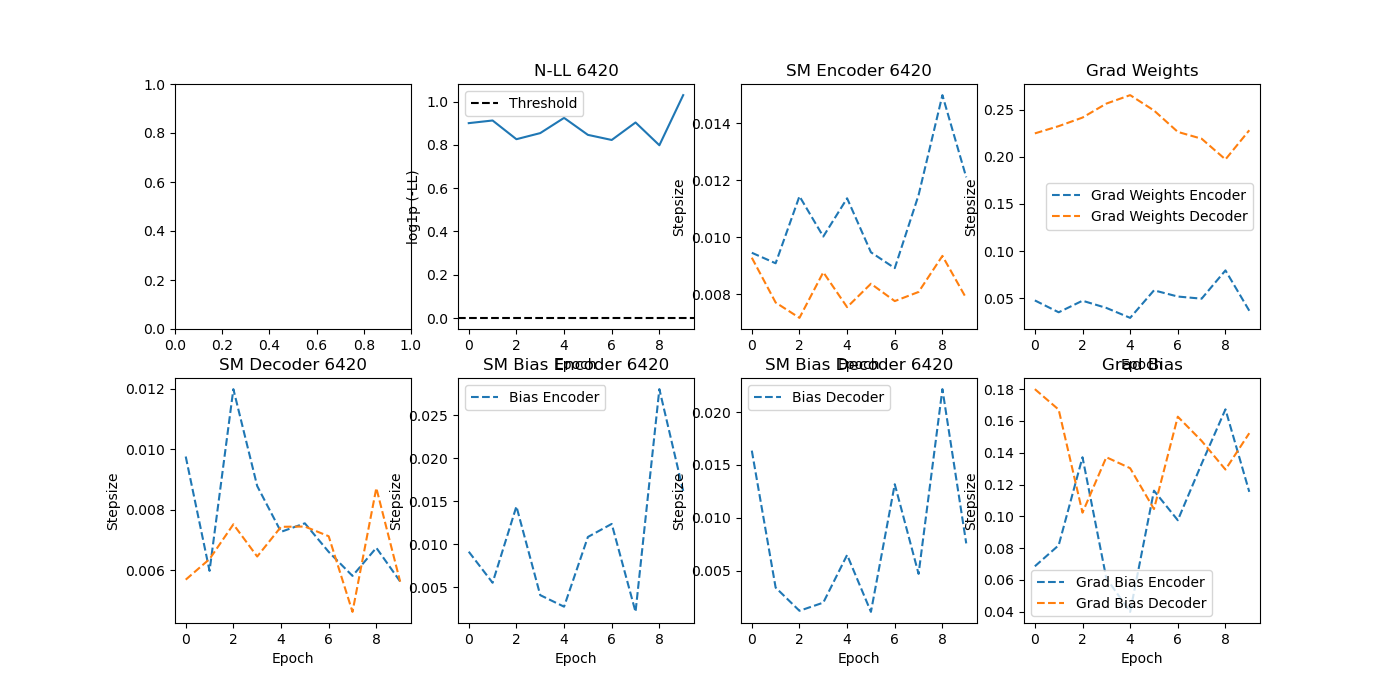 N-LL 6420
SM Encoder 6420
Grad Weights
1.0
0.8
0.6
0.4
0.2
0.0
0.0 0.2 0.4 0.6 0.8 1.0
log1p (-LL)
1.0
0.8
0.6
0.4
0.2
0.0
Threshold
0 2 4 6 8
Epoch
Stepsize
0.014
0.012
0.010
0.008
0 2 4 6 8
Epoch
Stepsize
0.25
0.20
0.15
0.10
0.05
Grad Weights Encoder
Grad Weights Decoder
0 2 4 6 8
Epoch
SM Decoder 6420
SM Bias Encoder 6420
SM Bias Decoder 6420
Grad Bias
Stepsize
0.012
0.010
0.008
0.006
0 2 4 6 8
Epoch
Stepsize
0.025
0.020
0.015
0.010
0.005
Bias Encoder
0 2 4 6 8
Epoch
Stepsize
0.020
0.015
0.010
0.005
Bias Decoder
0 2 4 6 8
Epoch
Stepsize
0.18
0.16
0.14
0.12
0.10
0.08
0.06
0.04
Grad Bias Encoder
Grad Bias Decoder
0 2 4 6 8
Epoch